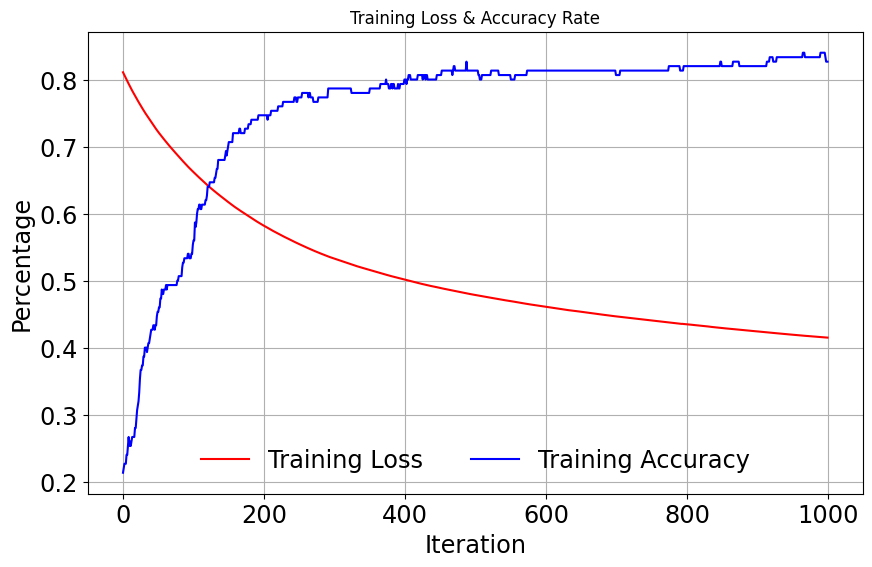 Training Loss & Accuracy Rate
Percentage
0.8
0.7
0.6
0.5
0.4
0.3
0.2
Training Loss
Training Accuracy
0
200
400
600
800
1000
Iteration